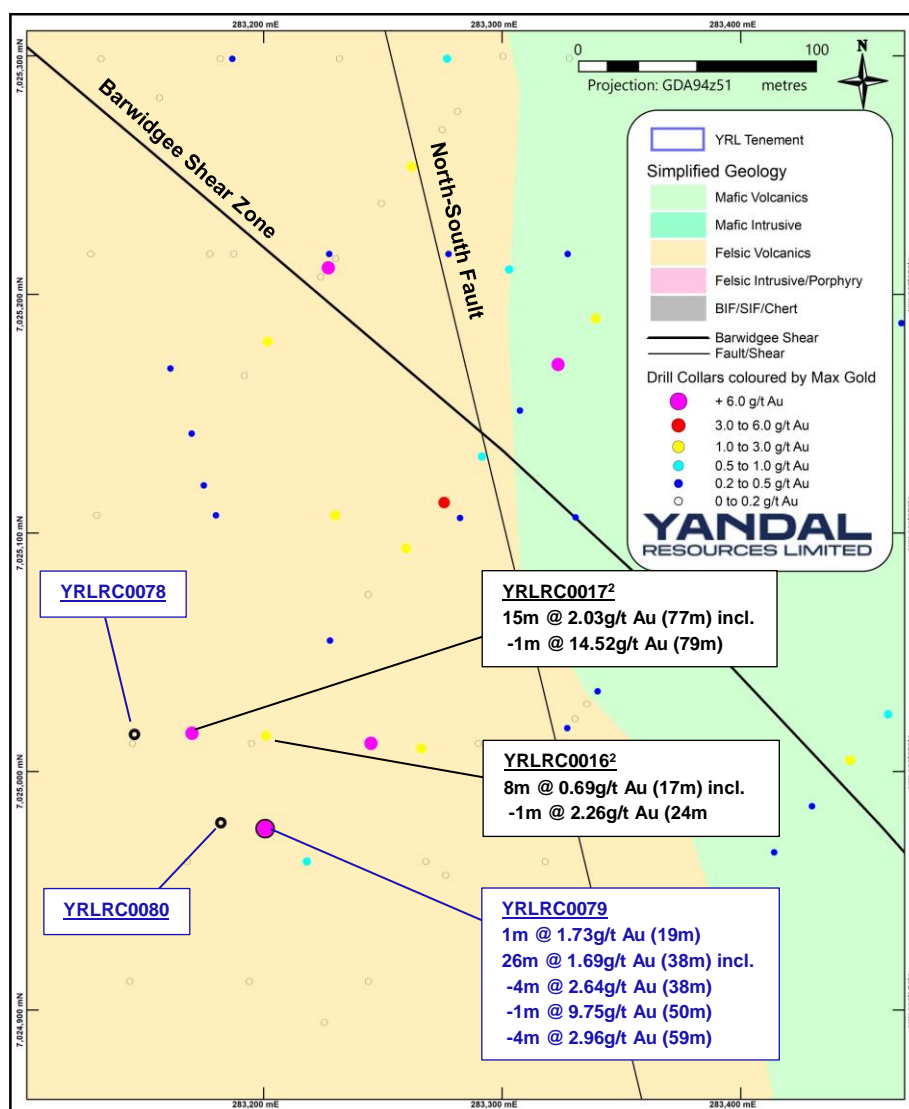 283,200 mE
283,300 mE
283,400 mE
7,025,300 mN
7,025,200 mN
7,025,100 mN
7,025,000 mN
7,024,900 mN
0
100
Projection: GDA94z51
metres
N
Barwidgee Shear Zone
North-South Fault
YRL Tenement
Simplified Geology
Mafic Volcanics
Mafic Intrusive
Felsic Volcanics
Felsic Intrusive/Porphyry
BIF/SIF/Chert
Barwidgee Shear
Fault/Shear
Drill Collars coloured by Max Gold
+ 6.0 g/t Au
3.0 to 6.0 g/t Au
1.0 to 3.0 g/t Au
0.5 to 1.0 g/t Au
0.2 to 0.5 g/t Au
0 to 0.2 g/t Au
YANDAL
RESOURCES LIMITED
YRLRC0078
YRLRC0017²
15m @ 2.03g/t Au (77m) incl.
-1m @ 14.52g/t Au (79m)
YRLRC0016²
8m @ 0.69g/t Au (17m) incl.
-1m @ 2.26g/t Au (24m
YRLRC0080
YRLRC0079
1m @ 1.73g/t Au (19m)
26m @ 1.69g/t Au (38m) incl.
-4m @ 2.64g/t Au (38m)
-1m @ 9.75g/t Au (50m)
-4m @ 2.96g/t Au (59m)
283,200 mE
283,300 mE
283,400 mE